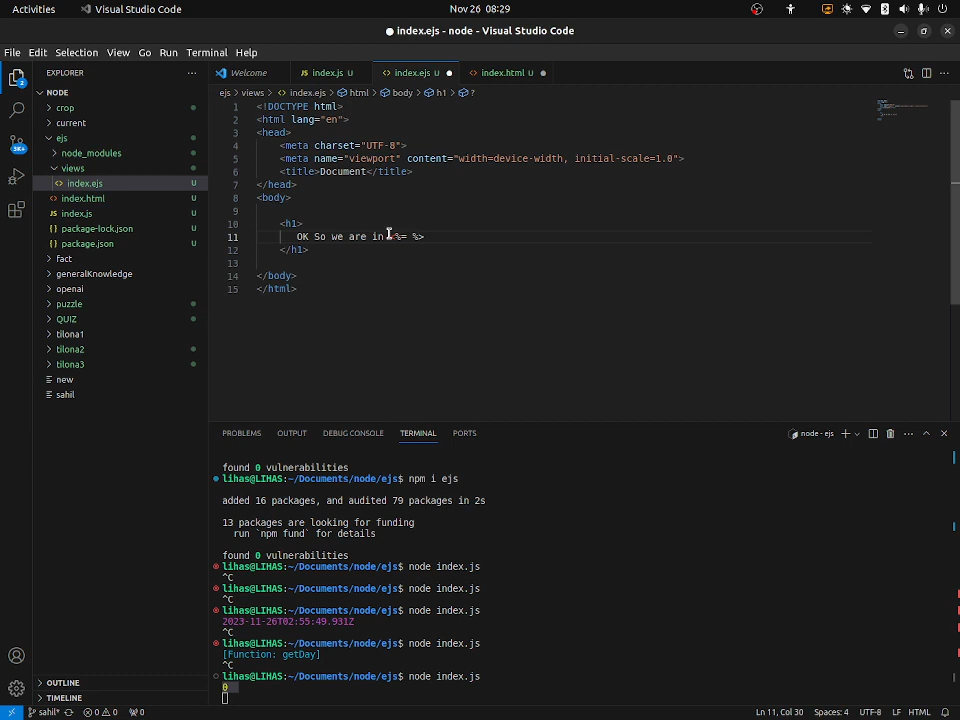 Activities
Visual Studio Code
Nov 26 08:29
index.ejs - node - Visual Studio Code
File Edit Selection View Go Run Terminal Help
EXPLORER
Welcome
JS index.js U
index.ejs U
index.html U
NODE
ejs > views > index.ejs > html > body > h1 > ?
crop
current
ejs
node_modules
views
index.ejs U
index.html U
index.js U
package-lock.json U
package.json U
fact
generalKnowledge
openai
puzzle
QUIZ
tilona1
tilona2
tilona3
new
sahil
OUTLINE
TIMELINE
2
5K+
1 <!DOCTYPE html>
2 <html lang="en">
3 <head>
4 <meta charset="UTF-8">
5 <meta name="viewport" content="width=device-width, initial-scale=1.0">
6 <title>Document</title>
7 </head>
8 <body>
9
10 <h1>
11 OK So we are in <%= %>
12 </h1>
13
14 </body>
15 </html>
PROBLEMS OUTPUT DEBUG CONSOLE TERMINAL PORTS
node - ejs
found 0 vulnerabilities
lihas@LIHAS:~/Documents/node/ejs$ npm i ejs
added 16 packages, and audited 79 packages in 2s
13 packages are looking for funding
run `npm fund` for details
found 0 vulnerabilities
lihas@LIHAS:~/Documents/node/ejs$ node index.js
^C
lihas@LIHAS:~/Documents/node/ejs$ node index.js
^C
lihas@LIHAS:~/Documents/node/ejs$ node index.js
2023-11-26T02:55:49.931Z
^C
lihas@LIHAS:~/Documents/node/ejs$ node index.js
[Function: getDay]
^C
lihas@LIHAS:~/Documents/node/ejs$ node index.js
0
sahil* 0 0 0
Ln 11, Col 30 Spaces: 4 UTF-8 LF HTML